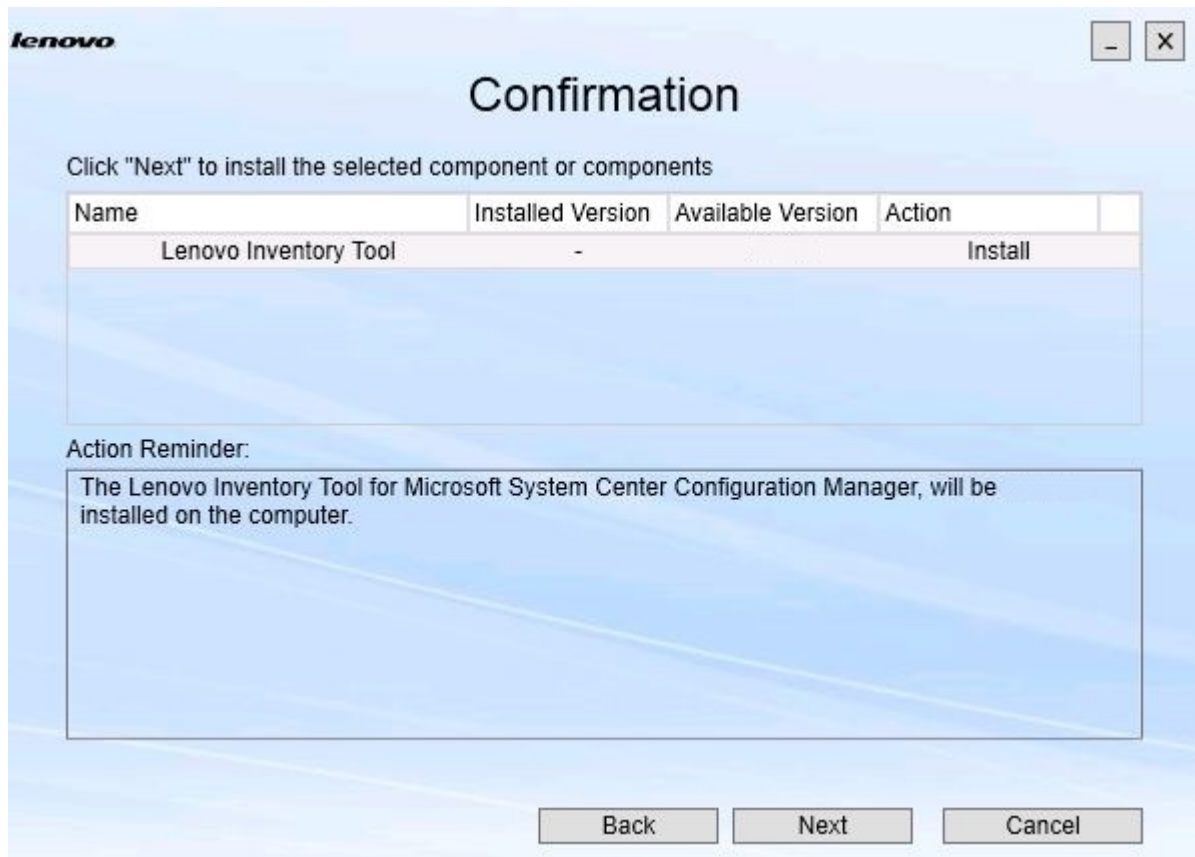 lenovo
_ X
Confirmation
Click "Next" to install the selected component or components
Name Installed Version Available Version Action
Lenovo Inventory Tool - Install
Action Reminder:
The Lenovo Inventory Tool for Microsoft System Center Configuration Manager, will be
installed on the computer.
Back Next Cancel